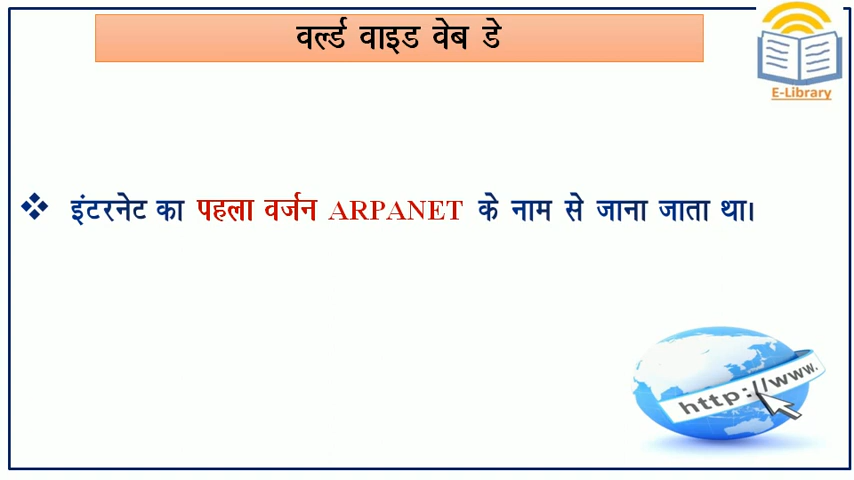 वर्ल्ड वाइड वेब डे
E-Library
इंटरनेट का पहला वर्जन ARPANET के नाम से जाना जाता था।
http://www.